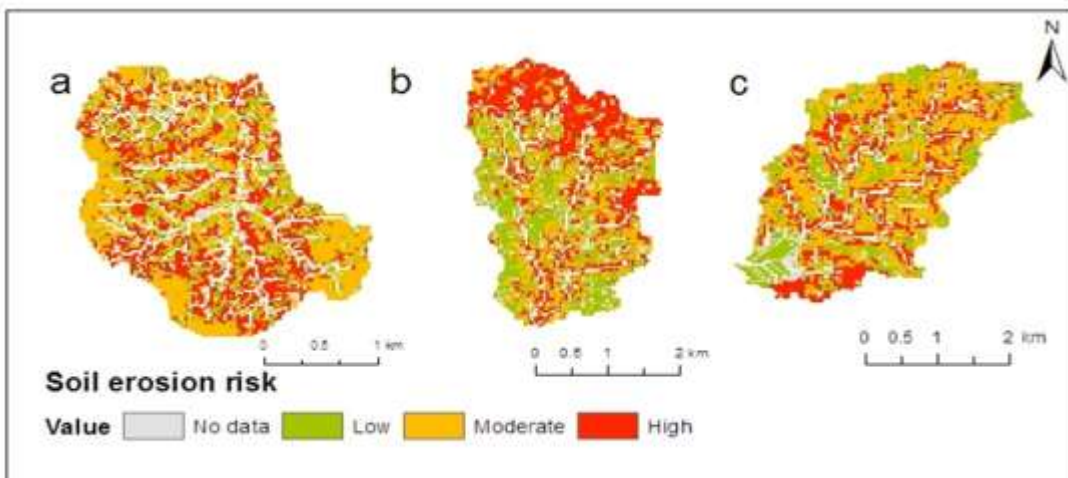 N
a b c
0 0.5 1 km
0 0.5 1 2 km
0 0.5 1 2 km
Soil erosion risk
Value No data Low Moderate High